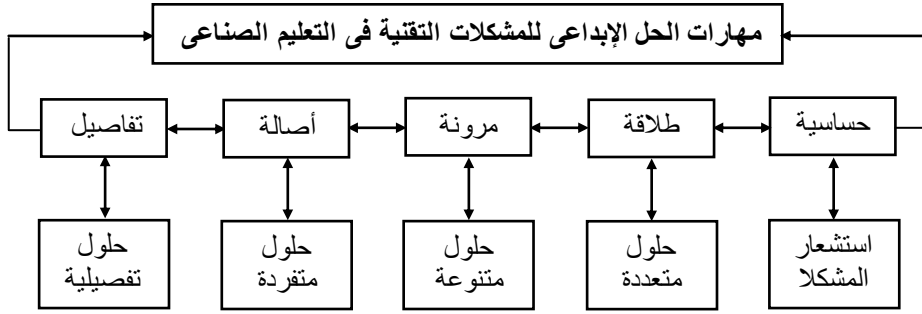 مهارات الحل الإبداعى للمشكلات التقنية فى التعليم الصناعى
حساسية
طلاقة
مرونة
أصالة
تفاصيل
استشعار
المشكلا
حلول
متعددة
حلول
متنوعة
حلول
متفردة
حلول
تفصيلية